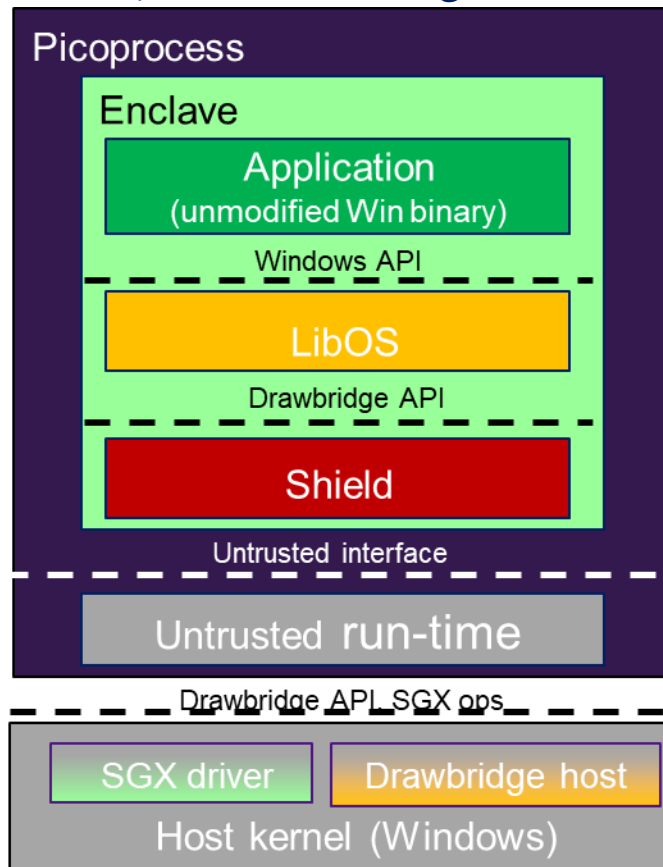 Picoprocess
Enclave
Application
(unmodified Win binary)
Windows API
LibOS
Drawbridge API
Shield
Untrusted interface
Untrusted run-time
Drawbridge API, SGX ops
SGX driver
Drawbridge host
Host kernel (Windows)